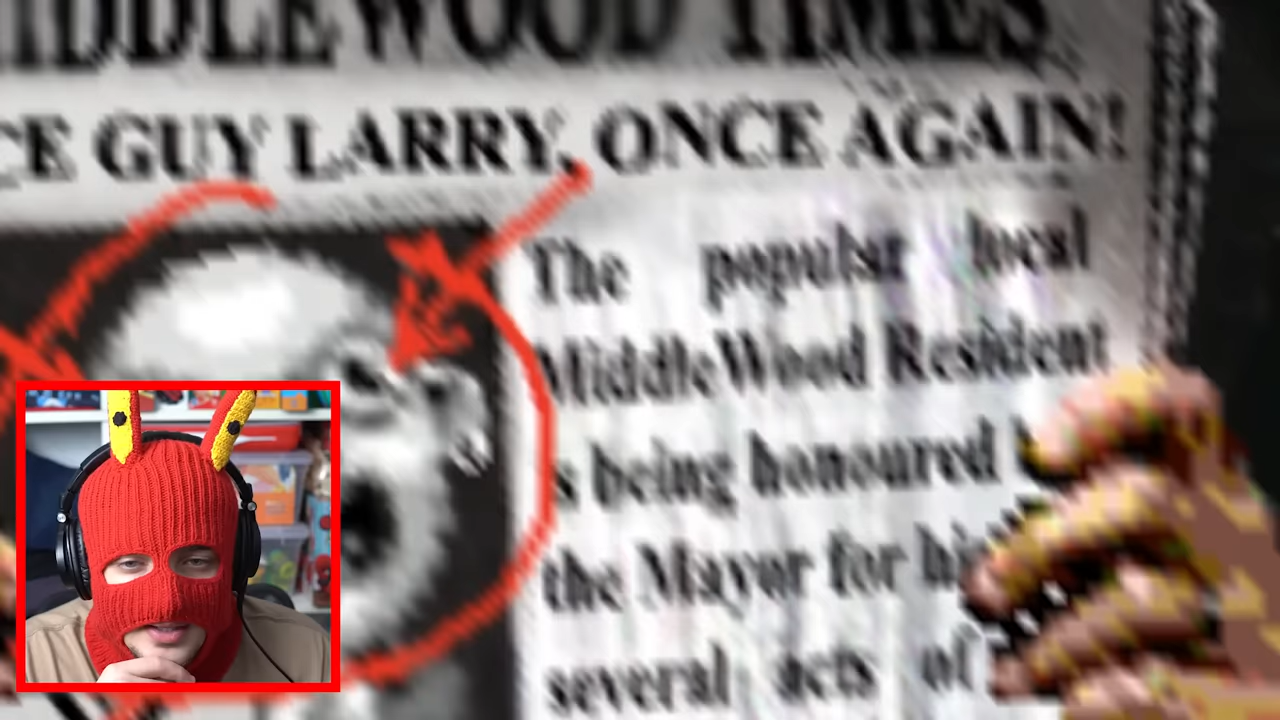 IDDLEWOOD TIMES
CE GUY LARRY, ONCE AGAIN!
The popular local
MiddleWood Resident
s being honoured
the Mayor for his
several acts of